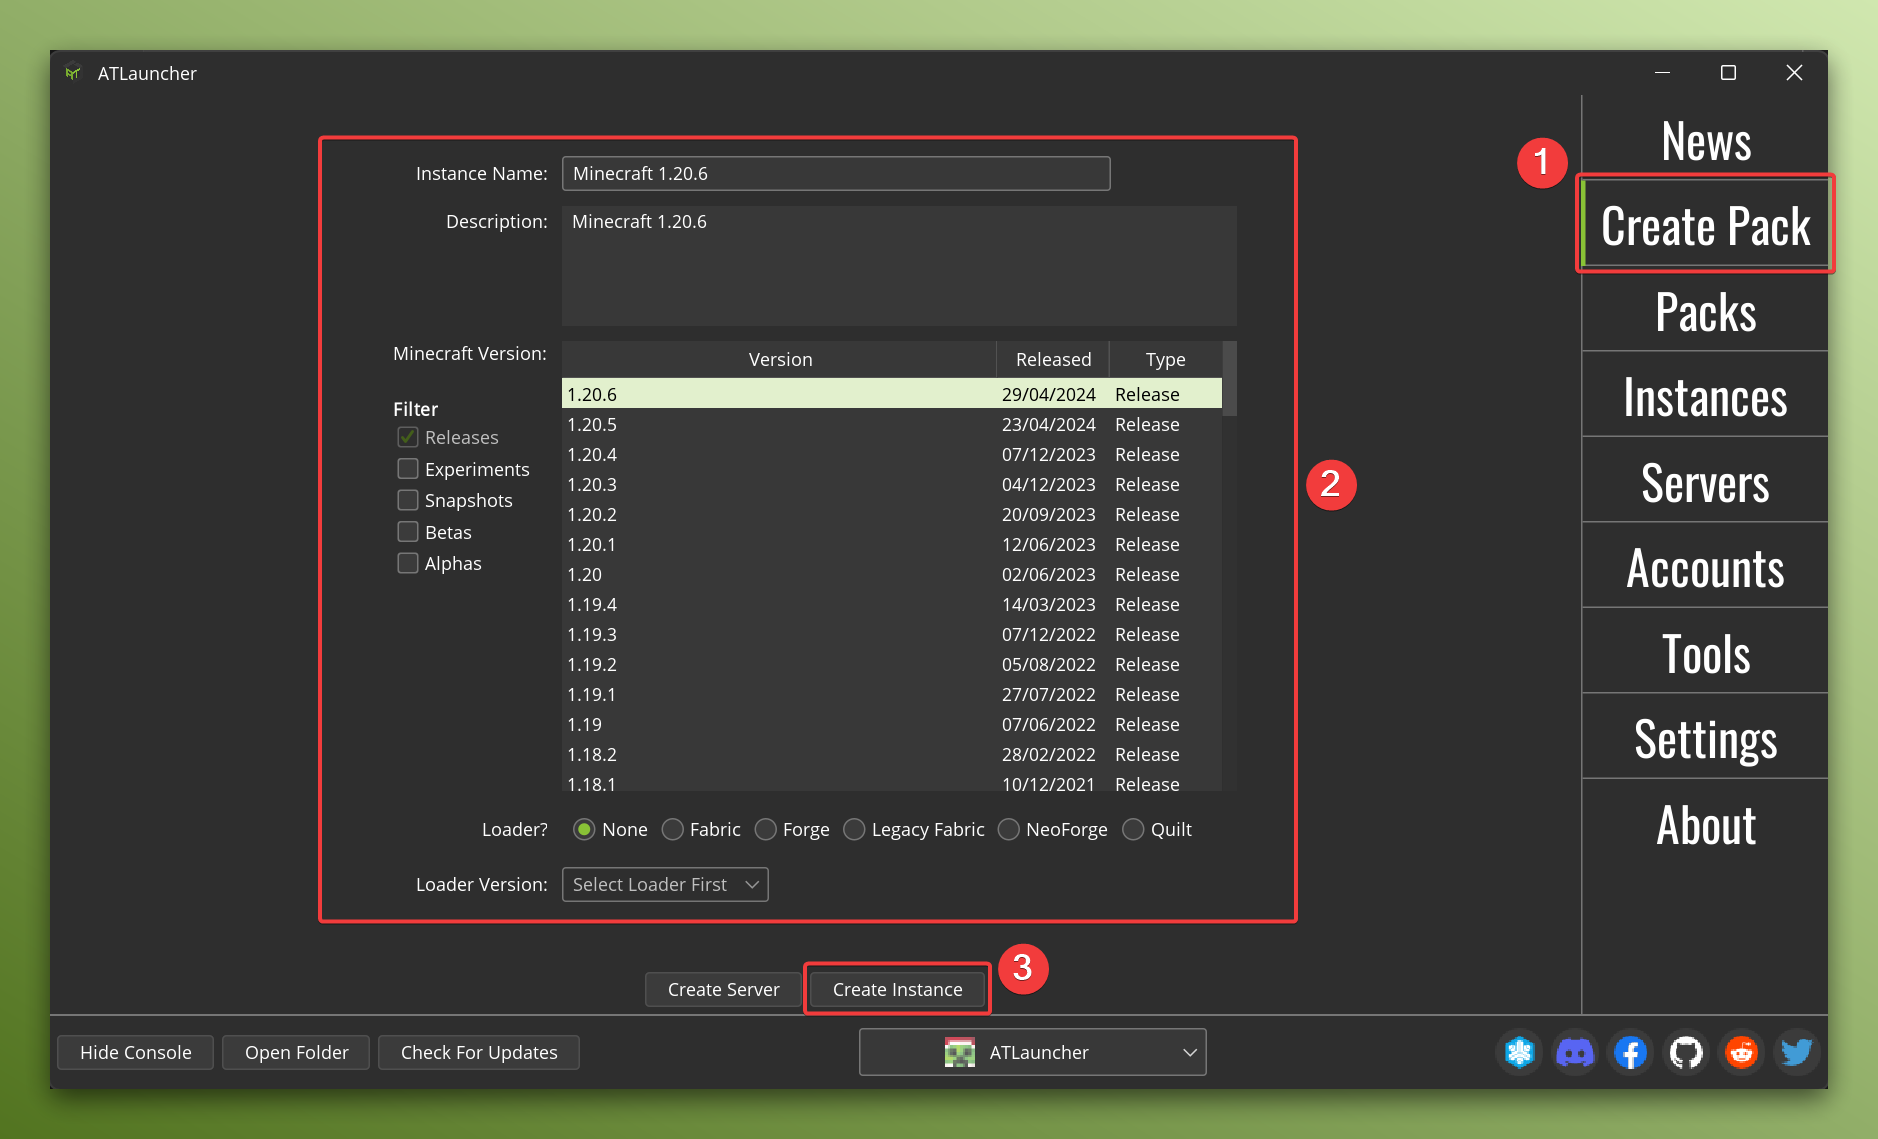 ATLauncher
News
1
Create Pack
Packs
Instances
Servers
Accounts
Tools
Settings
About
Instance Name: Minecraft 1.20.6
Description: Minecraft 1.20.6
Minecraft Version:
Filter
Releases
Experiments
Snapshots
Betas
Alphas
Version Released Type
1.20.6 29/04/2024 Release
1.20.5 23/04/2024 Release
1.20.4 07/12/2023 Release
1.20.3 04/12/2023 Release
1.20.2 20/09/2023 Release
1.20.1 12/06/2023 Release
1.20 02/06/2023 Release
1.19.4 14/03/2023 Release
1.19.3 07/12/2022 Release
1.19.2 05/08/2022 Release
1.19.1 27/07/2022 Release
1.19 07/06/2022 Release
1.18.2 28/02/2022 Release
1.18.1 10/12/2021 Release
2
Loader? None Fabric Forge Legacy Fabric NeoForge Quilt
Loader Version: Select Loader First
Create Server Create Instance
3
Hide Console Open Folder Check For Updates ATLauncher